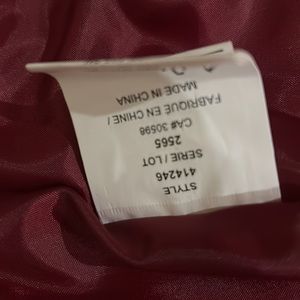 STYLE
414246
SERIE / LOT
2565
CA# 30598
FABRIQUÉ EN CHINE /
MADE IN CHINA